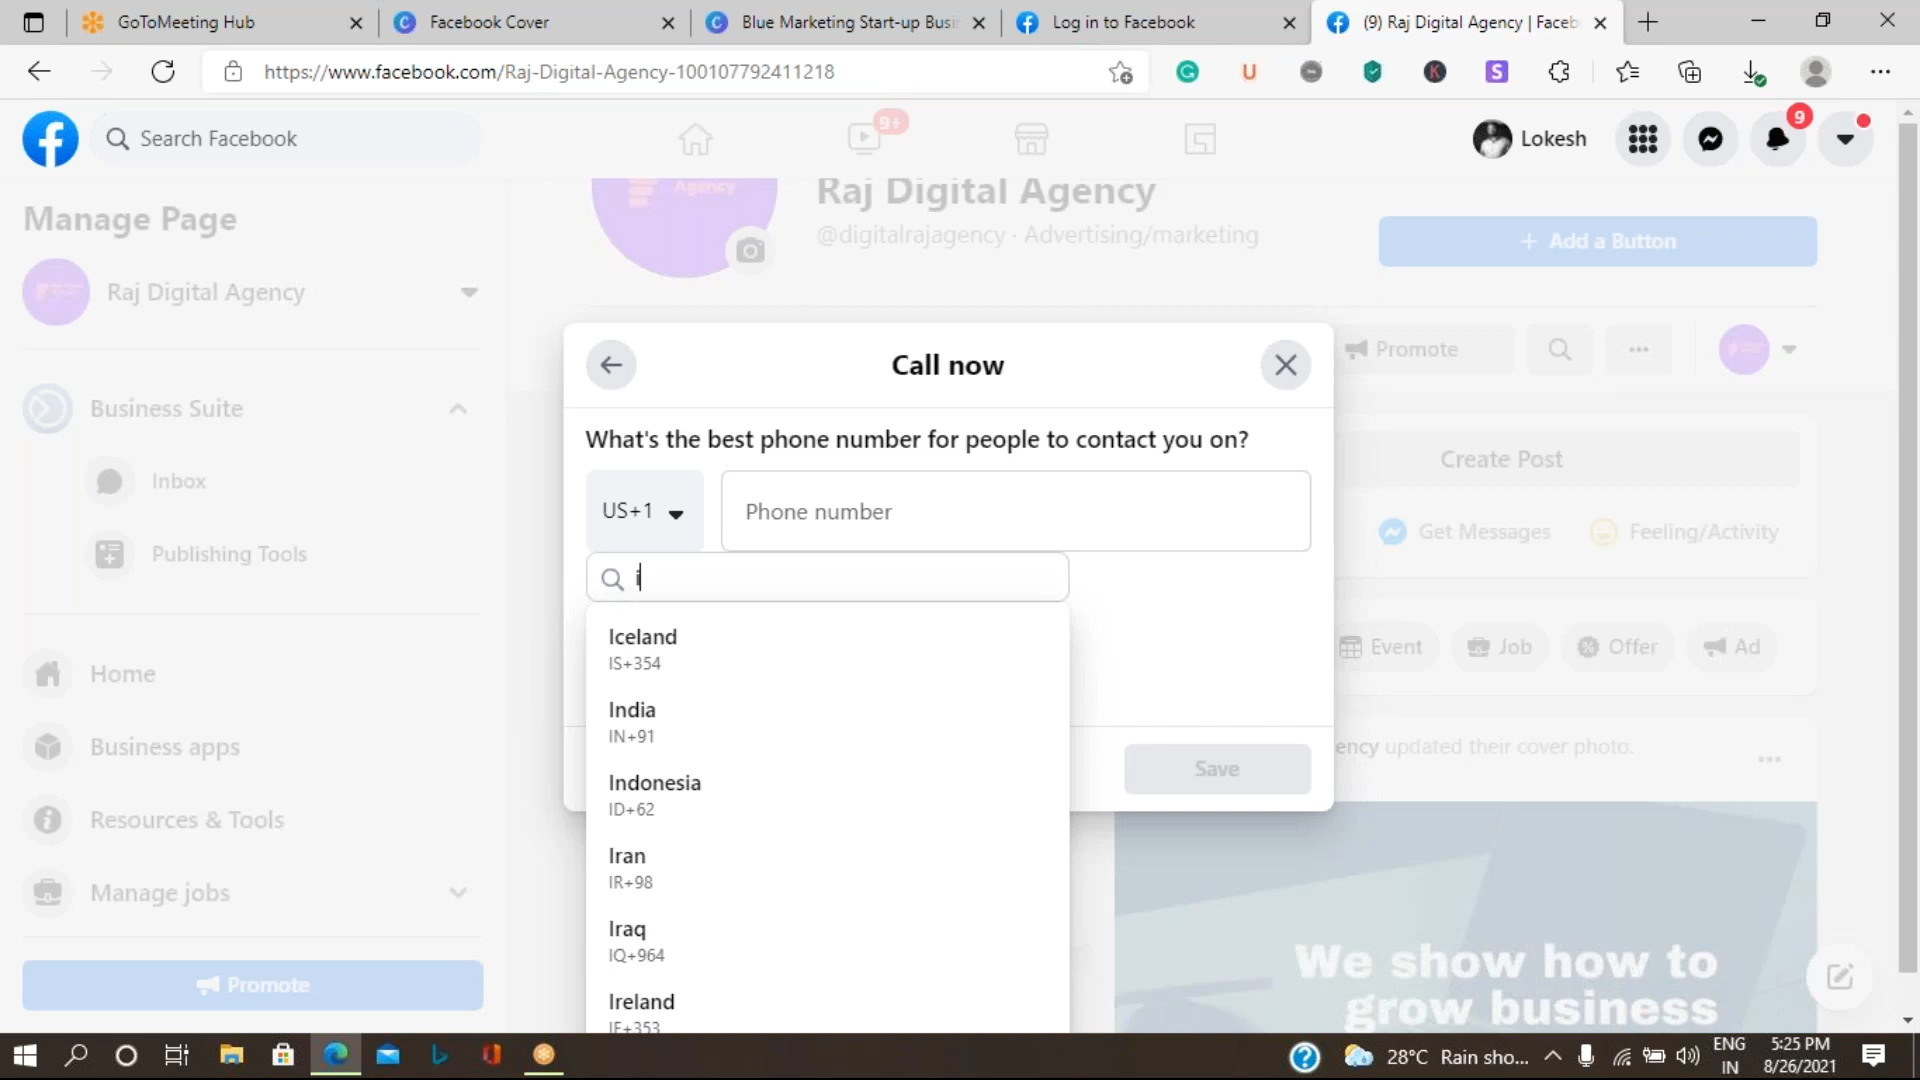 GoToMeeting Hub
Facebook Cover
Blue Marketing Start-up Busi
Log in to Facebook
(9) Raj Digital Agency | Faceb
https://www.facebook.com/Raj-Digital-Agency-100107792411218
Search Facebook
9+
Lokesh
9
Manage Page
Agency
Raj Digital Agency
@digitalrajagency · Advertising/marketing
+ Add a Button
Raj Digital Agency
Promote
Call now
What's the best phone number for people to contact you on?
US+1
Phone number
i
Iceland
IS+354
India
IN+91
Indonesia
ID+62
Iran
IR+98
Iraq
IQ+964
Ireland
IE+353
Save
Business Suite
Inbox
Publishing Tools
Home
Business apps
Resources & Tools
Manage jobs
Promote
Create Post
Get Messages
Feeling/Activity
Event
Job
Offer
Ad
ency updated their cover photo.
We show how to
grow business
28°C Rain sho...
ENG
IN
5:25 PM
8/26/2021